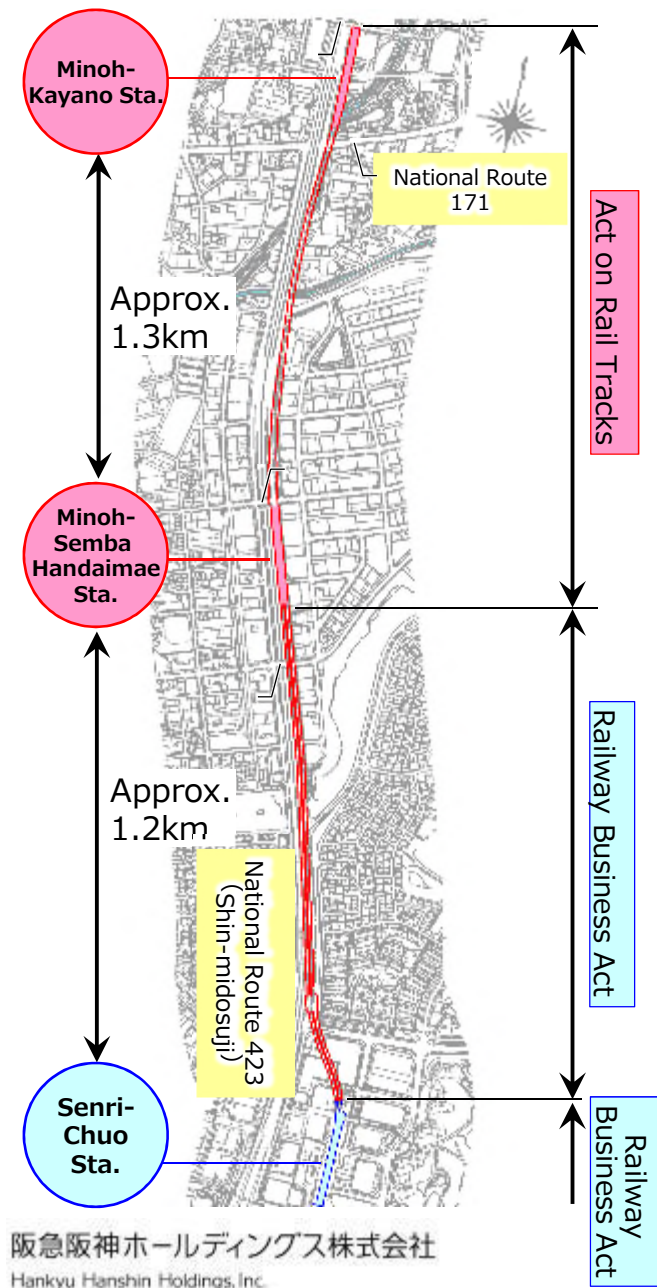 Minoh-
Kayano Sta.
National Route
171
Act on Rail Tracks
Approx.
1.3km
Minoh-
Semba
Handaimae
Sta.
Approx.
1.2km
National Route 423
(Shin-midosuji)
Railway Business Act
Senri-
Chuo
Sta.
Railway
Business Act
阪急阪神ホールディングス株式会社
Hankyu Hanshin Holdings, Inc.